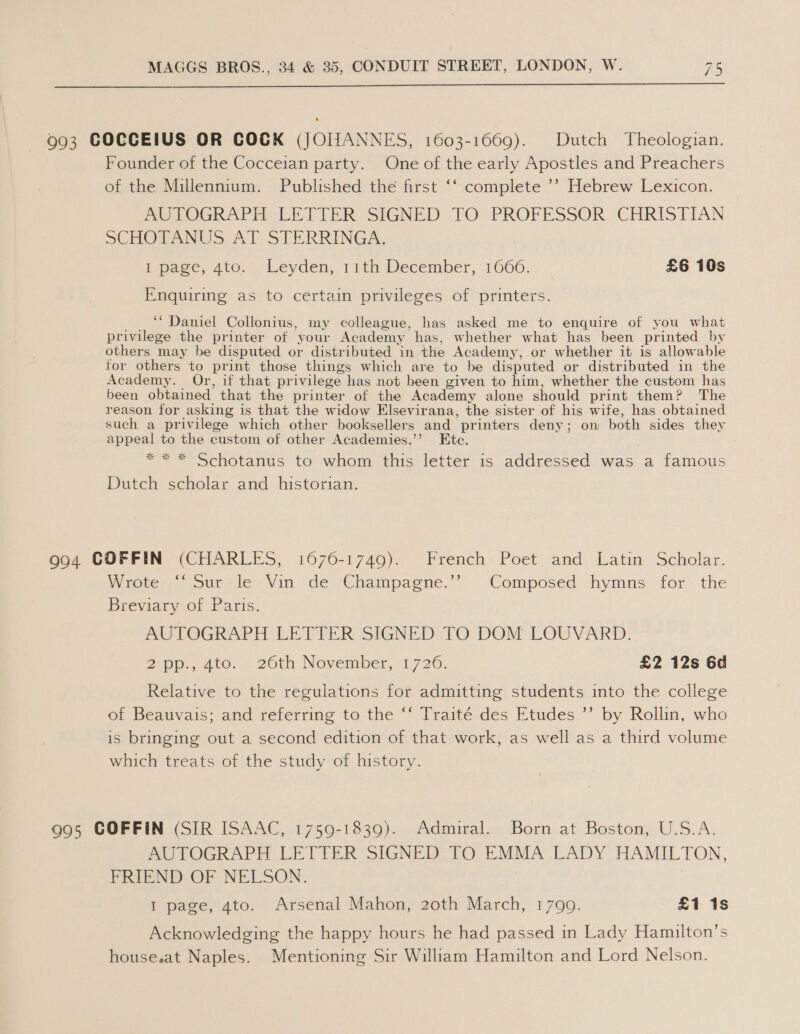 MAGGS BROS., 34 & 35, CONDUIT STREET, LONDON, W. 75
993 COCCEIUS OR COCK (JOHANNES, 1603-1669). Dutch Theologian.
Founder of the Cocceian party. One of the early Apostles and Preachers
of the Millennium. Published the first “ complete ” Hebrew Lexicon.
AUTOGRAPH LETTER SIGNED TO PROFESSOR CHRISTIAN
SCHOTANUS AT STERRINGA.
1 page, 4to. Leyden, 11th December, 1666. £6 10s
Enquiring as to certain privileges of printers.
“ Daniel Collonius, my colleague, has asked me to enquire of you what
privilege the printer of your Academy has, whether what has been printed by
others may be disputed or distributed in the Academy, or whether it is allowable
for others to print those things which are to be disputed or distributed in the
Academy. Or, if that privilege has not been given to him, whether the custom has
been obtained that the printer of the Academy alone should print them? The
reason for asking is that the widow Elsevirana, the sister of his wife, has obtained
such a privilege which other booksellers and printers deny; on both sides they
appeal to the custom of other Academies.” Etc.
* * * Schotanus to whom this letter is addressed was a famous
Dutch scholar and historian.
994 COFFIN (CHARLES, 1676-1749). French Poet and Latin Scholar.
Wrote “ Sur le Vin de Champagne.” Composed hymns for the
Breviary of Paris.
AUTOGRAPH LETTER SIGNED TO DOM LOUVARD.
2 pp., 4to. 26th November, 1726. £2 12s 6d
Relative to the regulations for admitting students into the college
of Beauvais; and referring to the “ Traité des Etudes ” by Rollin, who
is bringing out a second edition of that work, as well as a third volume
which treats of the study of history.
995 COFFIN (SIR ISAAC, 1759-1839). Admiral. Born at Boston, U.S.A.
AUTOGRAPH LETTER SIGNED TO EMMA LADY HAMILTON,
FRIEND OF NELSON.
1 page, 4to. Arsenal Mahon, 20th March, 1799. £1 1s
Acknowledging the happy hours he had passed in Lady Hamilton’s
house at Naples. Mentioning Sir William Hamilton and Lord Nelson.